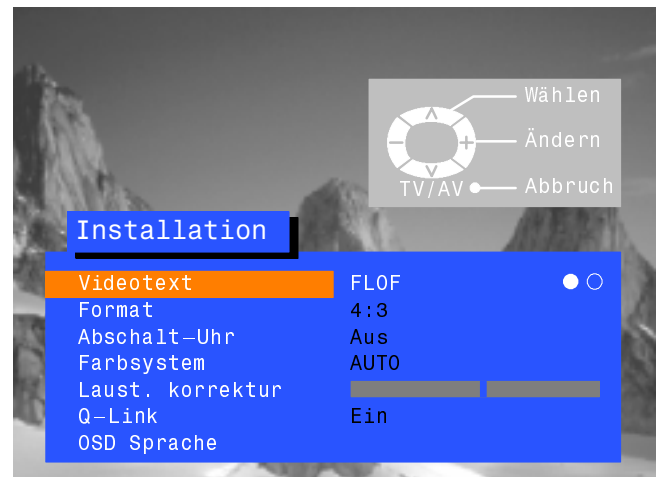 Wählen
Ändern
TV/AV Abbruch
Installation
Videotext FLOF
Format 4:3
Abschalt–Uhr Aus
Farbsystem AUTO
Laust. korrektur
Q–Link Ein
OSD Sprache